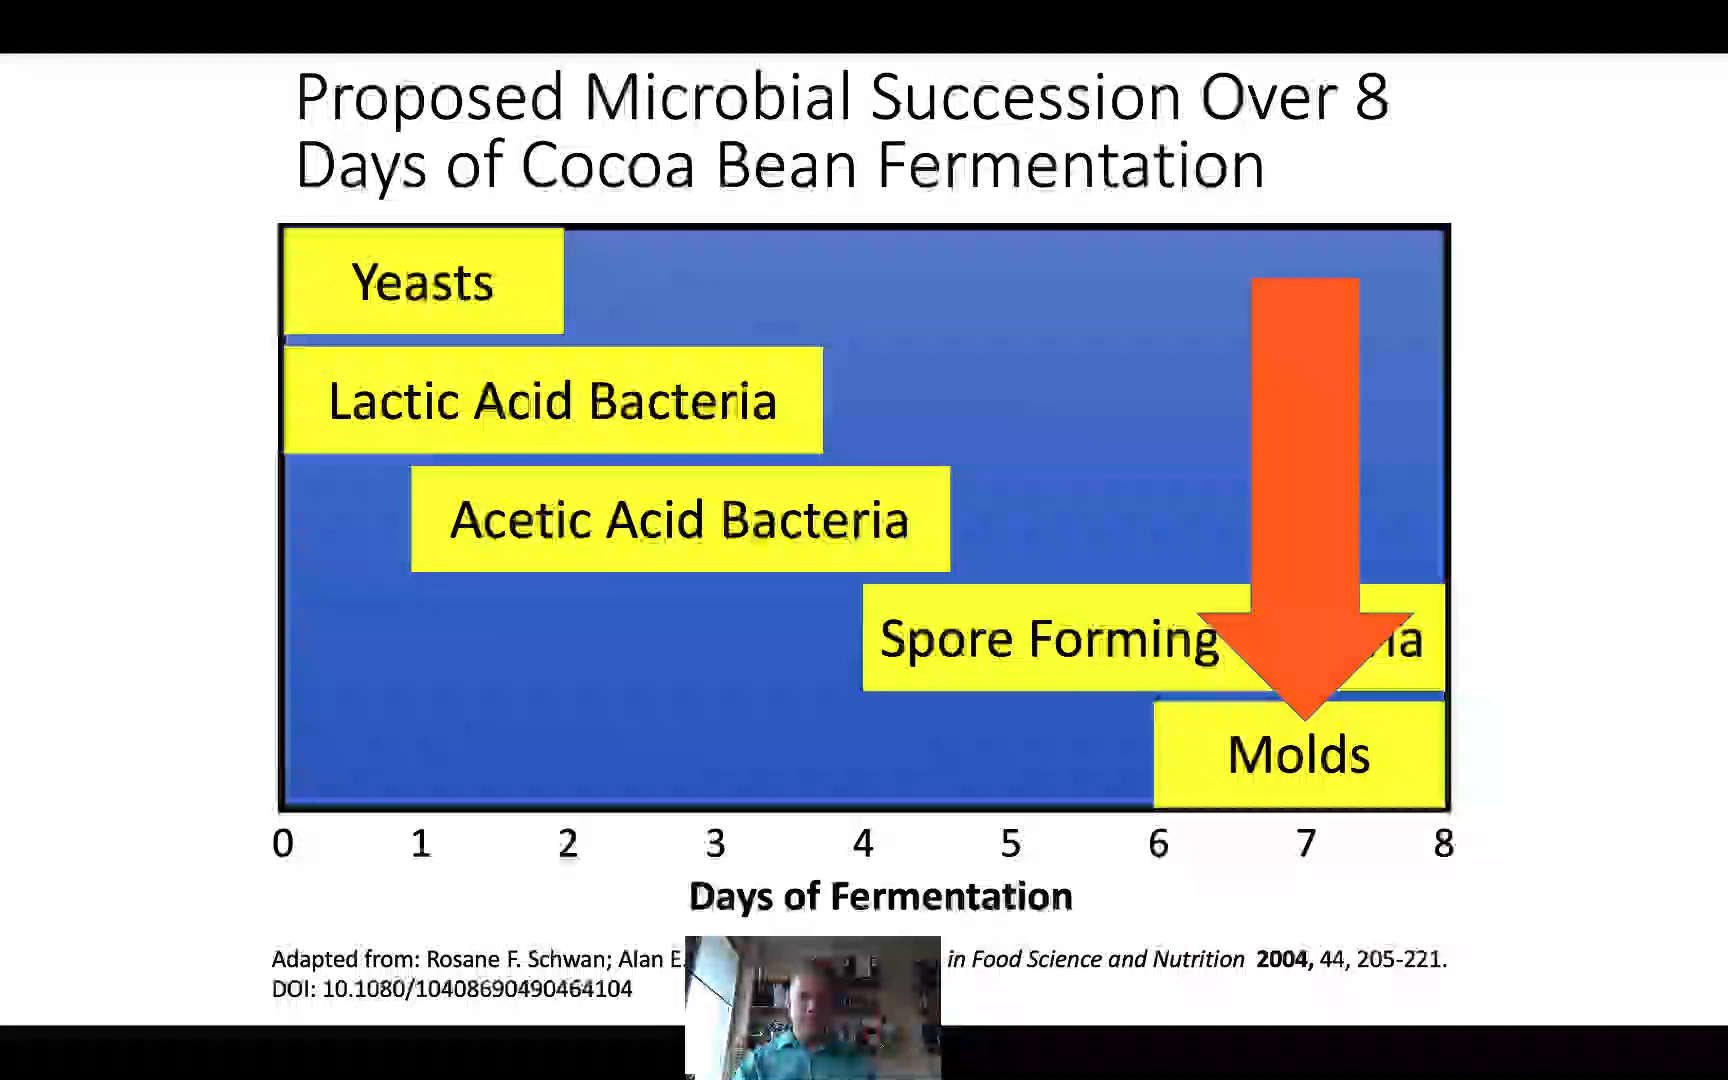 Proposed Microbial Succession Over 8
Days of Cocoa Bean Fermentation
Yeasts
Lactic Acid Bacteria
Acetic Acid Bacteria
Spore Forming
Molds
0 1 2 3 4 5 6 7 8
Days of Fermentation
Adapted from: Rosane F. Schwan; Alan E. in Food Science and Nutrition 2004, 44, 205-221.
DOI: 10.1080/10408690490464104